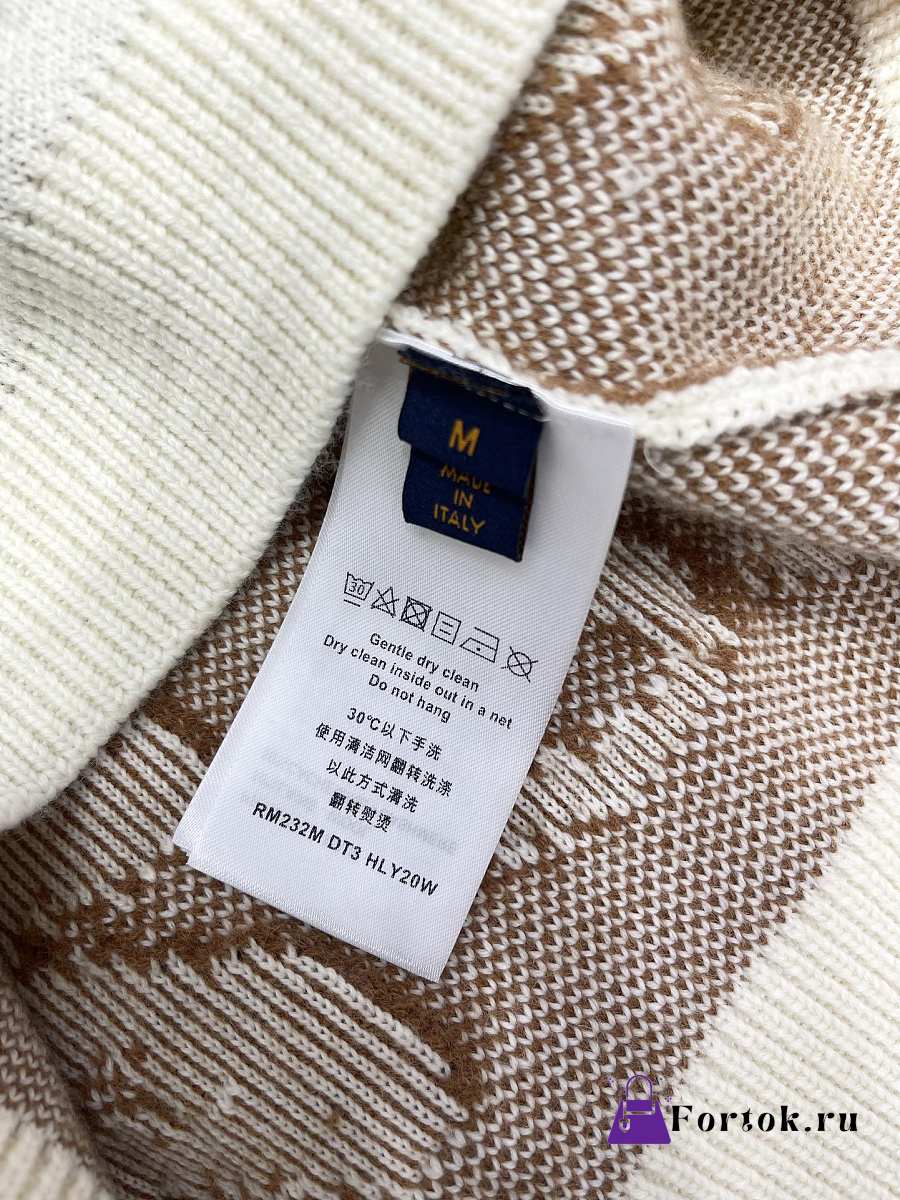 M
MADE
IN
ITALY
30
Gentle dry clean
Dry clean inside out in a net
Do not hang
30℃以下手洗
使用清洁网翻转洗涤
以此方式清洗
翻转熨烫
RM232M DT3 HLY20W
Fortok.ru